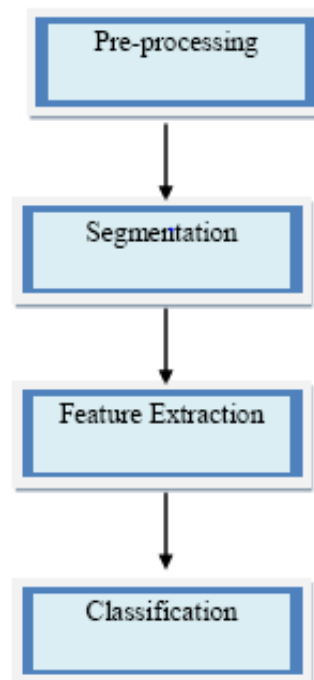 Pre-processing
Segmentation
Feature Extraction
Classification